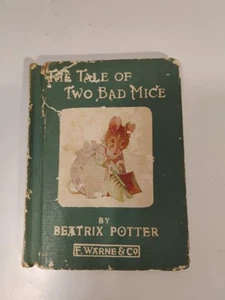 THE TALE OF
TWO BAD MICE
BY
BEATRIX POTTER
F. WARNE & CO